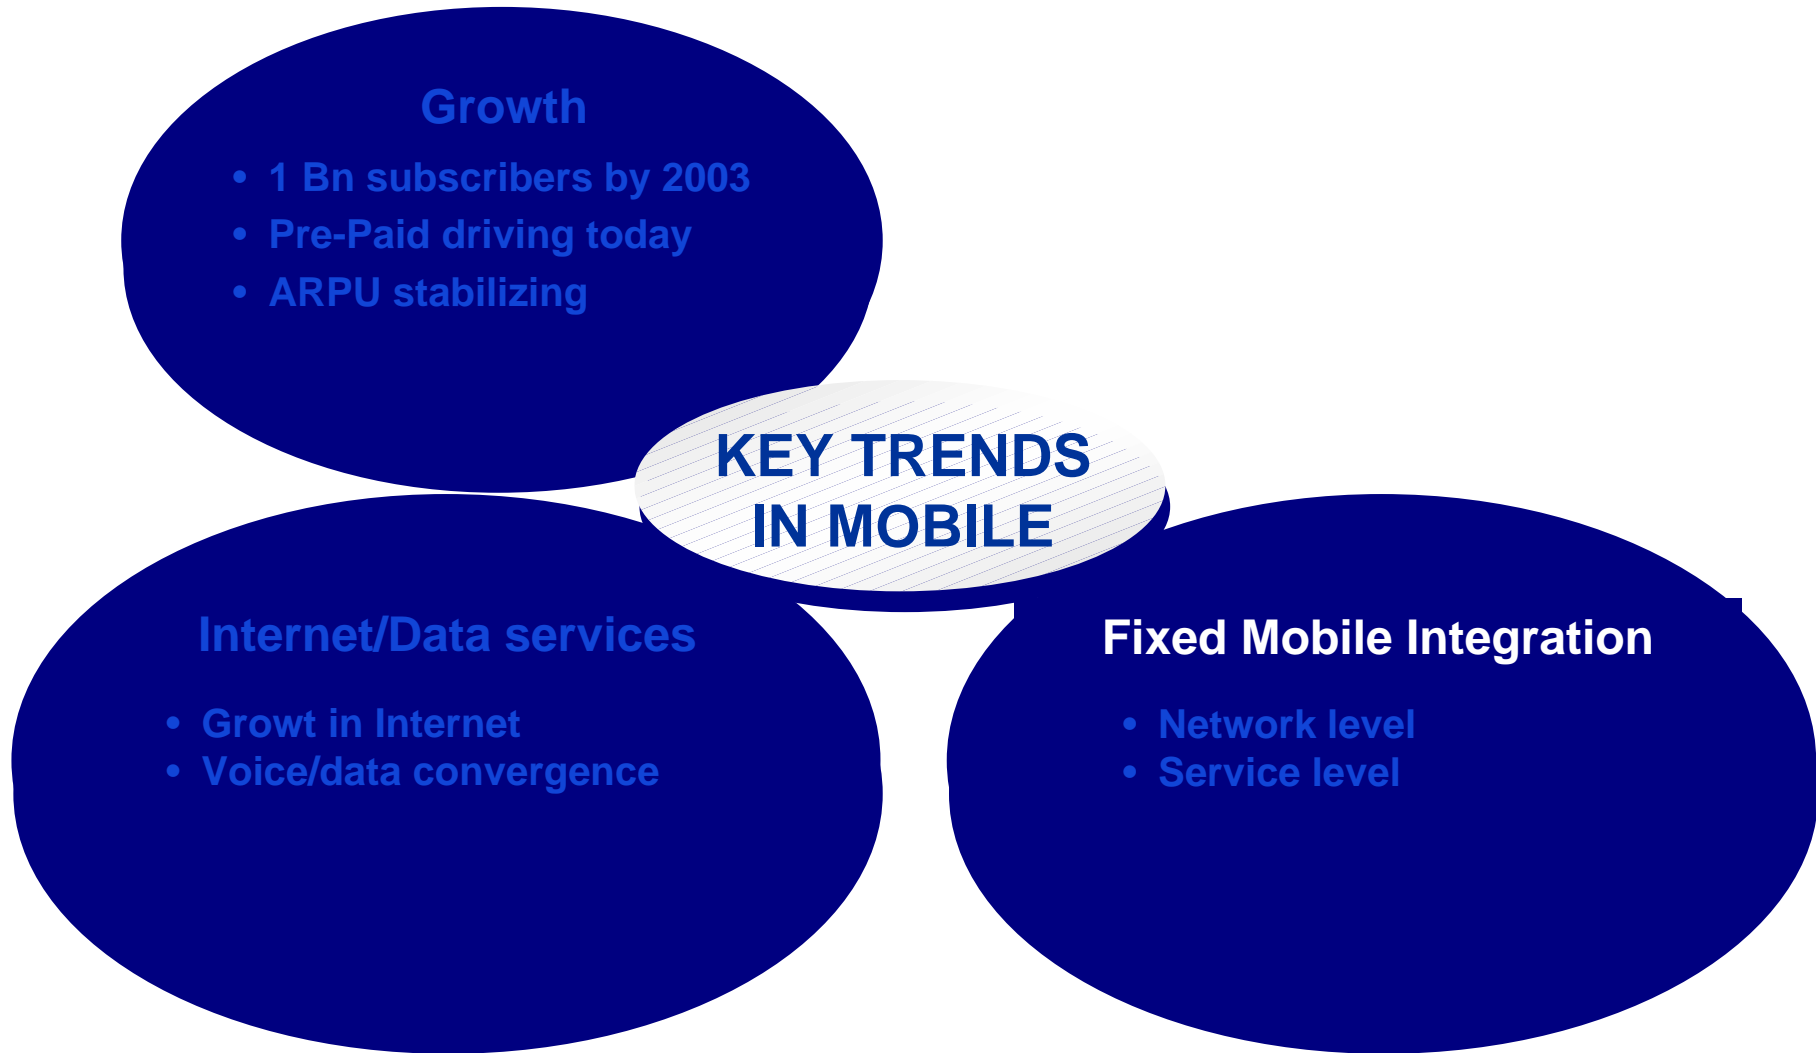 Growth
• 1 Bn subscribers by 2003
• Pre-Paid driving today
• ARPU stabilizing
KEY TRENDS
IN MOBILE
Internet/Data services
• Growt in Internet
• Voice/data convergence
Fixed Mobile Integration
• Network level
• Service level